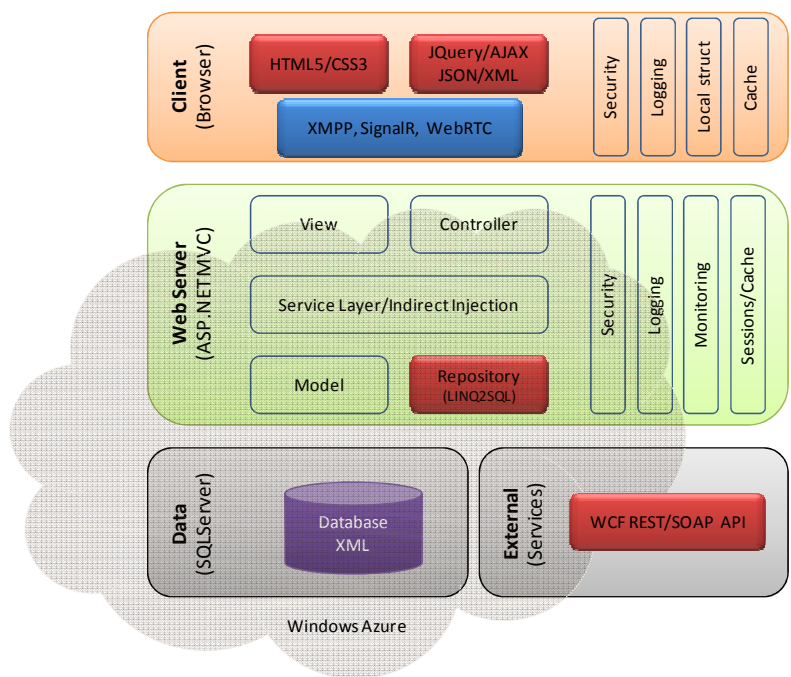 Client
(Browser)
HTML5/CSS3
JQuery/AJAX
JSON/XML
XMPP, SignalR, WebRTC
Security
Logging
Local struct
Cache
Web Server
(ASP.NETMVC)
View
Controller
Service Layer/Indirect Injection
Model
Repository
(LINQ2SQL)
Security
Logging
Monitoring
Sessions/Cache
Data
(SQLServer)
Database
XML
External
(Services)
WCF REST/SOAP API
Windows Azure